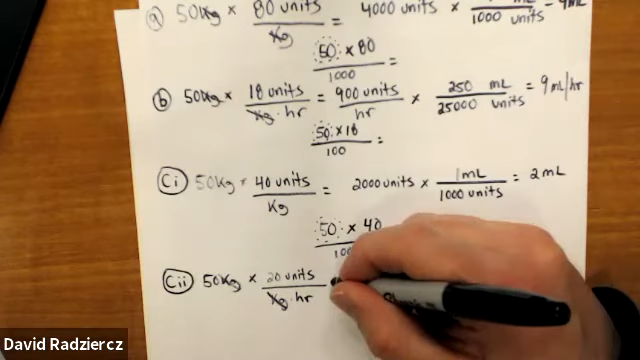 a) 50Kg × 80 units / Kg = 4000 units × mL / 1000 units = 4mL
50 × 80 / 1000 =
b) 50Kg × 18 units / Kg · hr = 900 units / hr × 250 mL / 25000 units = 9 mL/hr
50 × 18 / 100 =
Ci) 50Kg × 40 units / Kg = 2000 units × 1mL / 1000 units = 2mL
50 × 40
Cii) 50Kg × 20 units / Kg · hr
David Radziercz